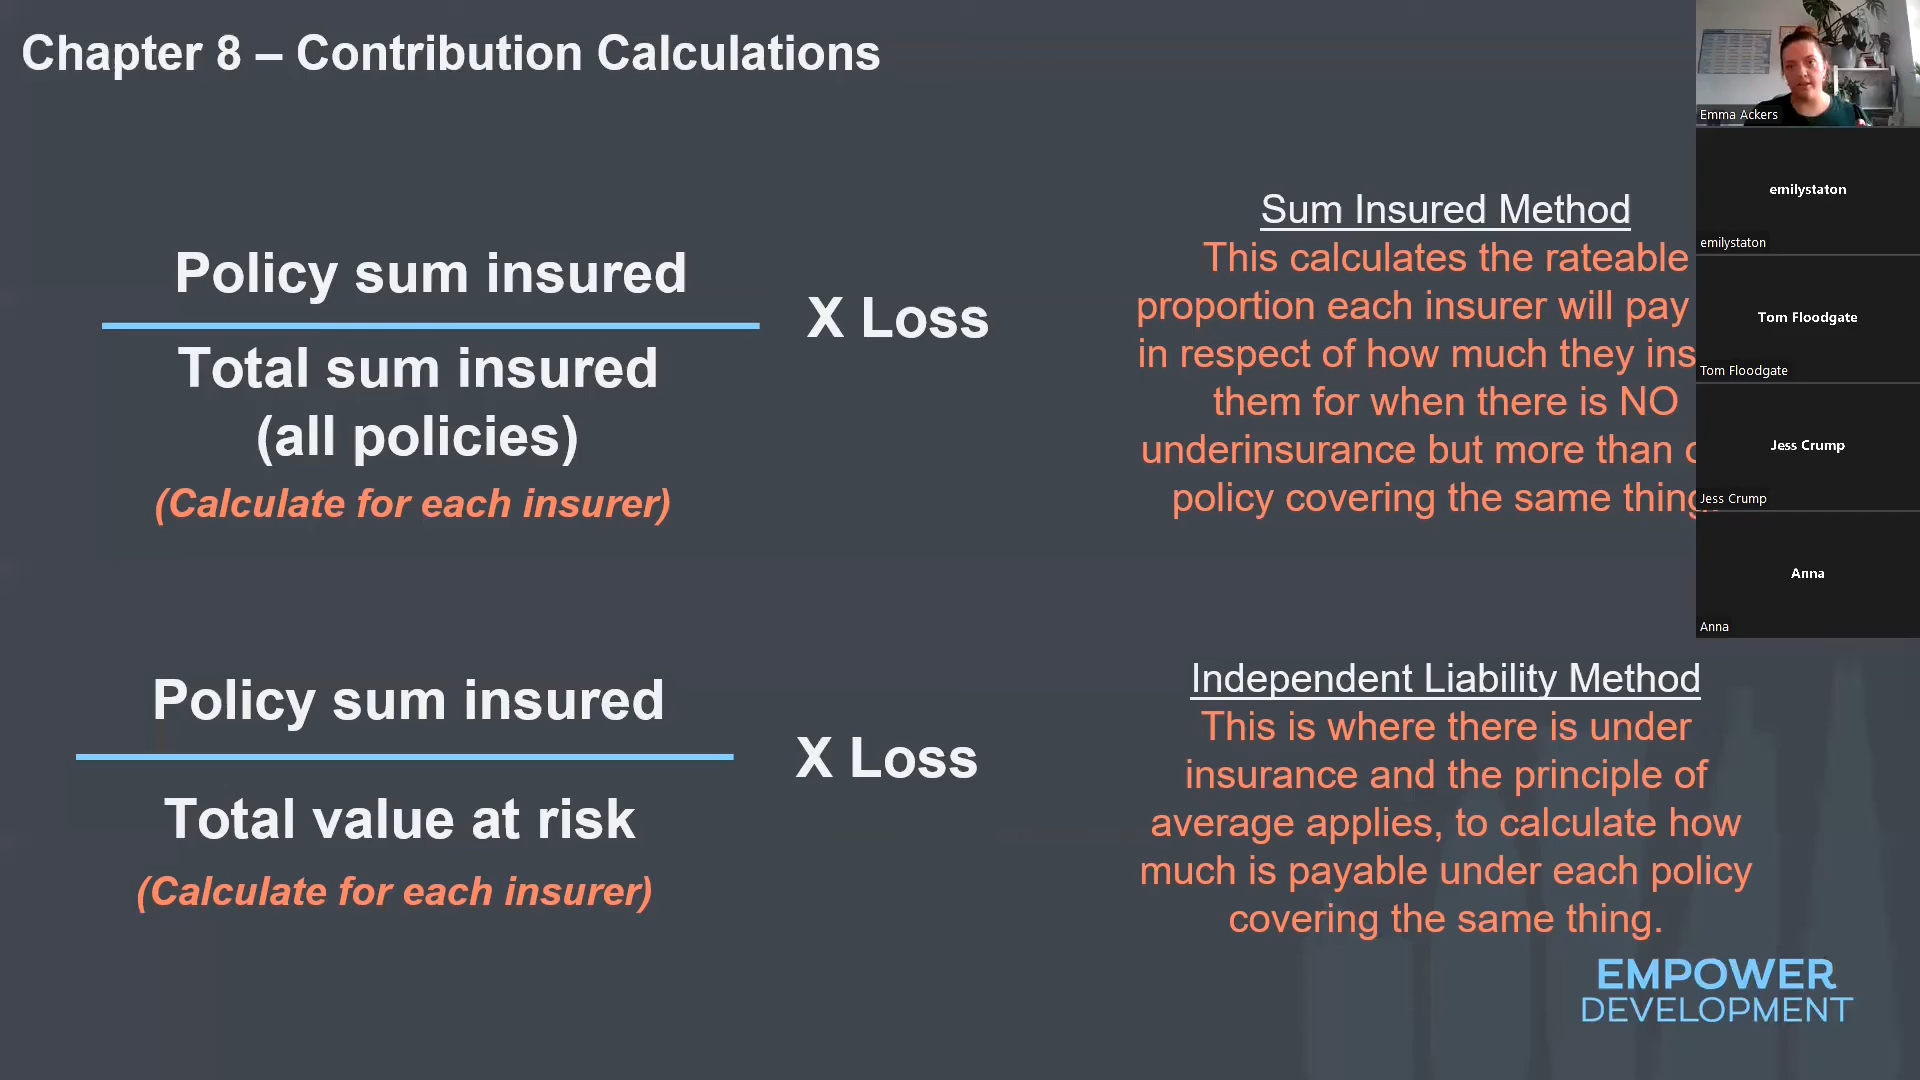 Chapter 8 – Contribution Calculations
Policy sum insured
Total sum insured
(all policies)
(Calculate for each insurer)
X Loss
Sum Insured Method
This calculates the rateable
proportion each insurer will pay
in respect of how much they
them for when there is NO
underinsurance but more than
policy covering the same thing
Policy sum insured
Total value at risk
(Calculate for each insurer)
X Loss
Independent Liability Method
This is where there is under
insurance and the principle of
average applies, to calculate how
much is payable under each policy
covering the same thing.
EMPOWER
DEVELOPMENT
Emma Ackers
emilystaton
emilystaton
Tom Floodgate
Tom Floodgate
Jess Crump
Jess Crump
Anna
Anna